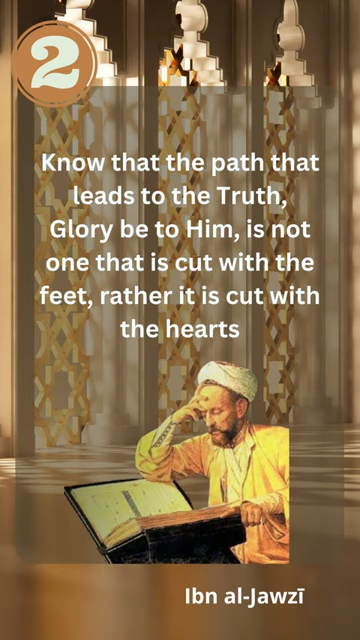 2
Know that the path that
leads to the Truth,
Glory be to Him, is not
one that is cut with the
feet, rather it is cut with
the hearts
Ibn al-Jawzī